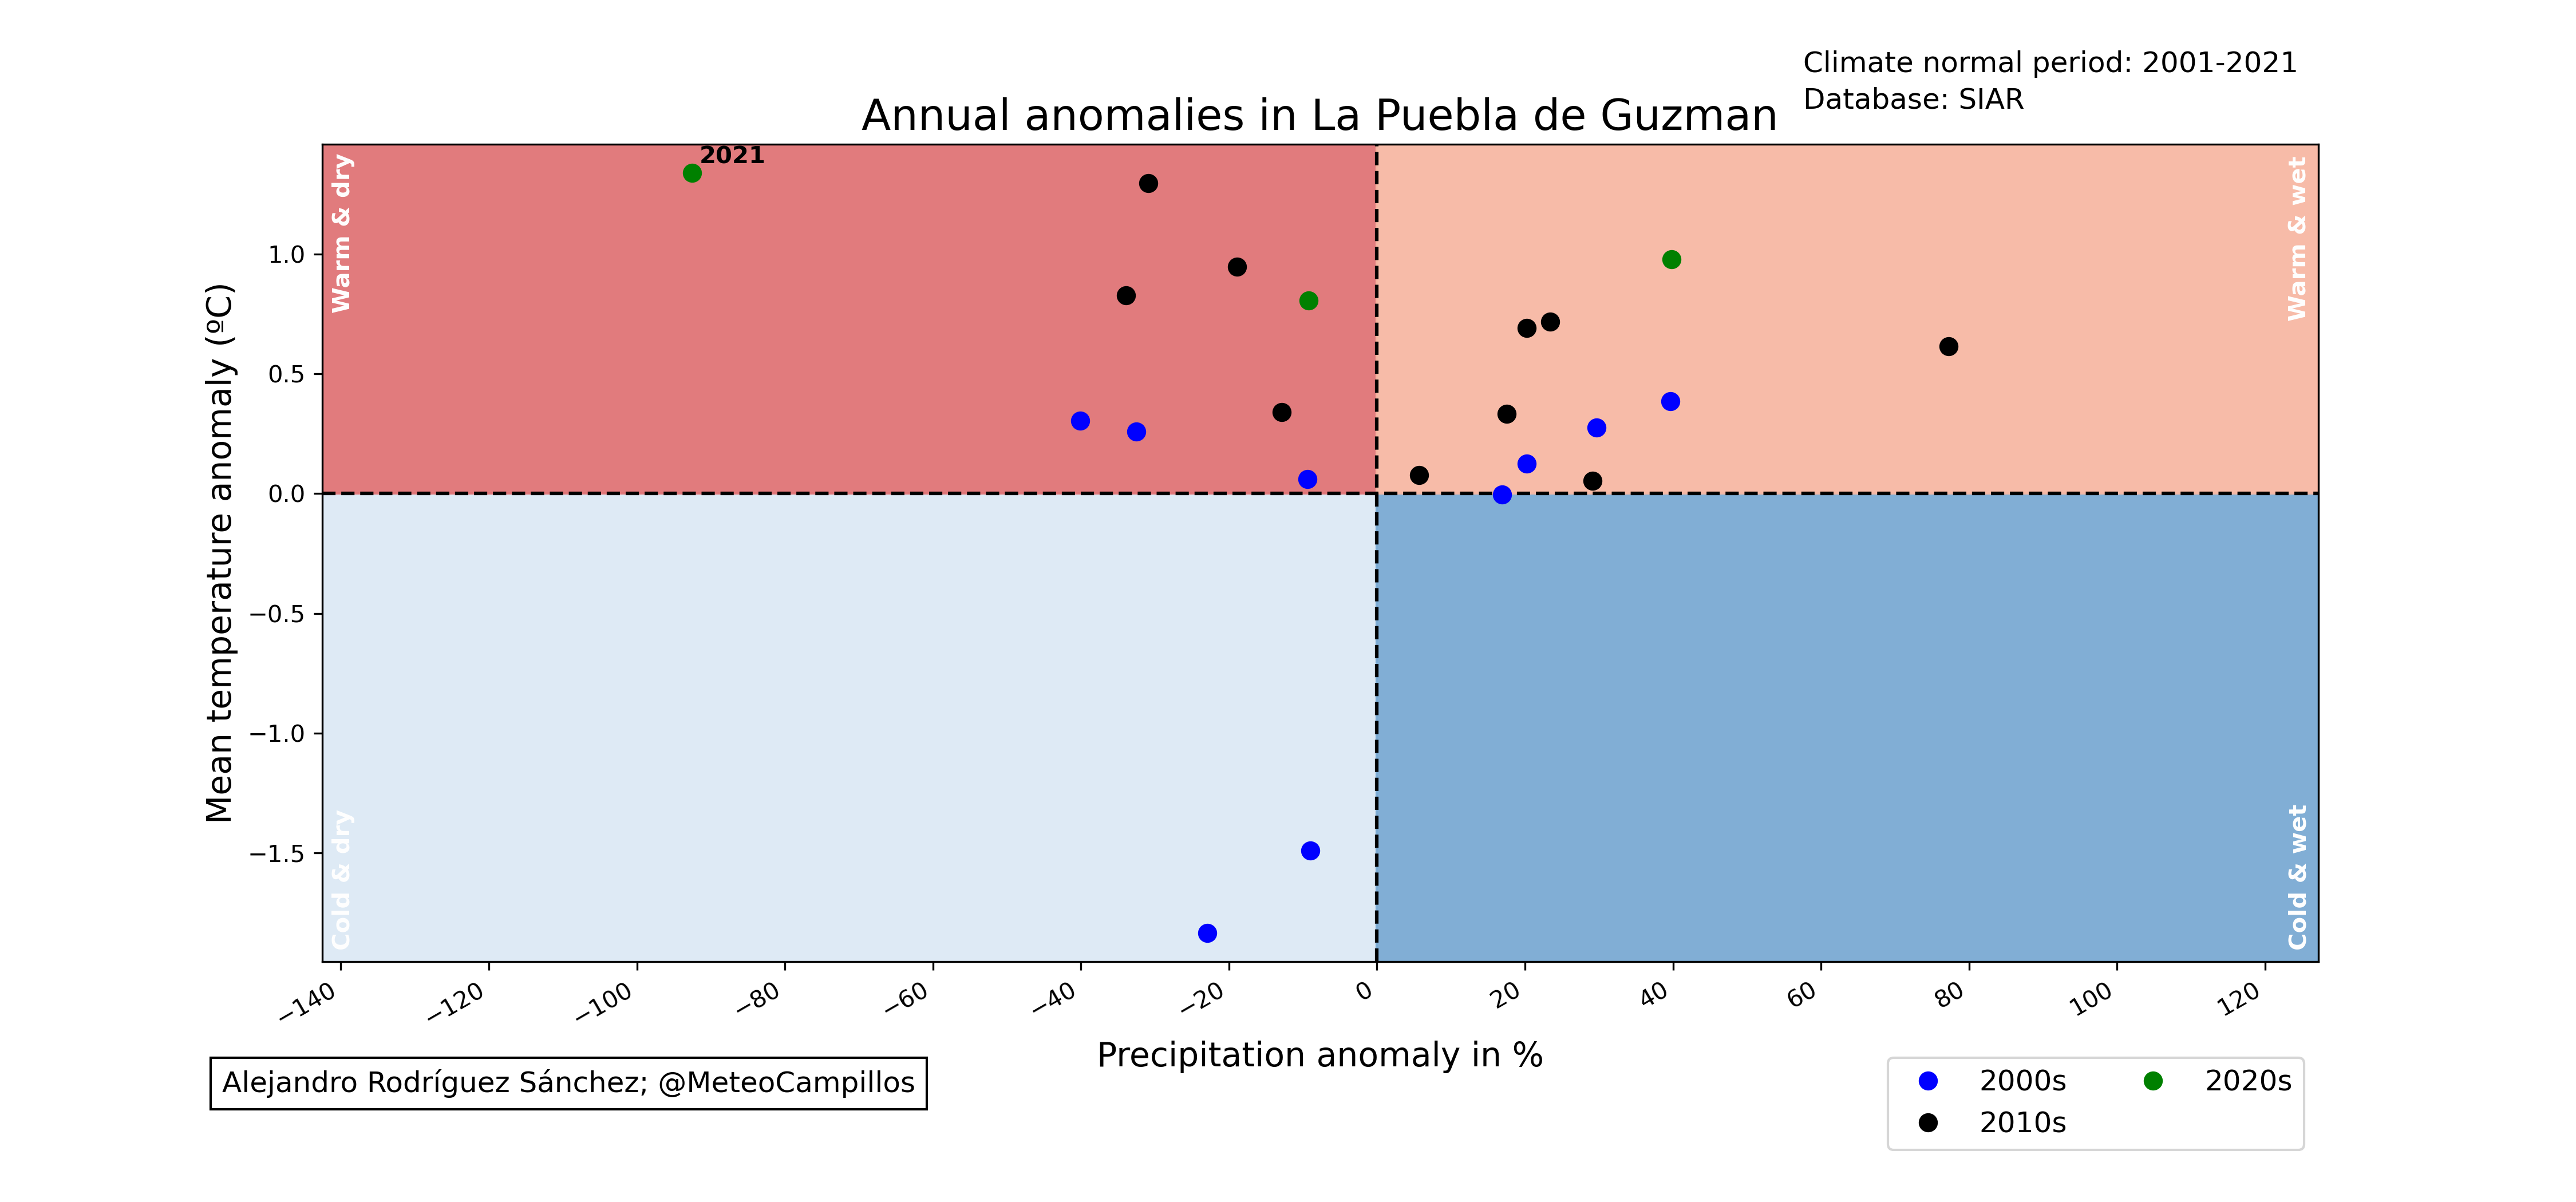 Climate normal period: 2001-2021
Database: SIAR
Annual anomalies in La Puebla de Guzman
2021
Warm & dry
Warm & wet
Cold & dry
Cold & wet
Mean temperature anomaly (ºC)
1.0
0.5
0.0
−0.5
−1.0
−1.5
−140
−120
−100
−80
−60
−40
−20
0
20
40
60
80
100
120
Precipitation anomaly in %
Alejandro Rodríguez Sánchez; @MeteoCampillos
2000s
2010s
2020s